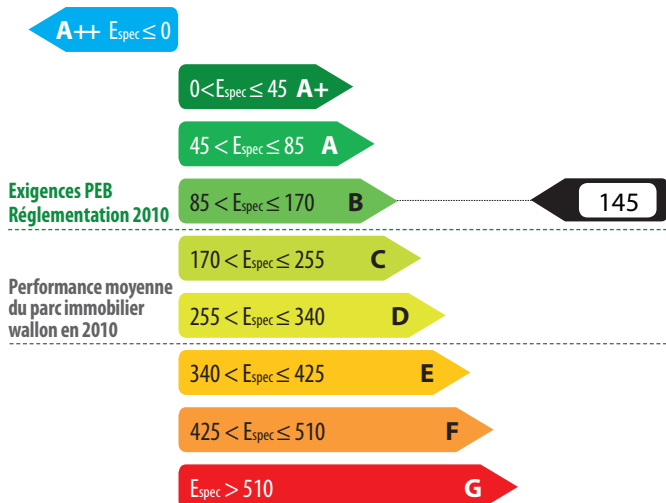 A++ Espec ≤ 0
0 < Espec ≤ 45 A+
45 < Espec ≤ 85 A
Exigences PEB
Réglementation 2010
85 < Espec ≤ 170 B
145
170 < Espec ≤ 255 C
Performance moyenne
du parc immobilier
wallon en 2010
255 < Espec ≤ 340 D
340 < Espec ≤ 425 E
425 < Espec ≤ 510 F
Espec > 510 G